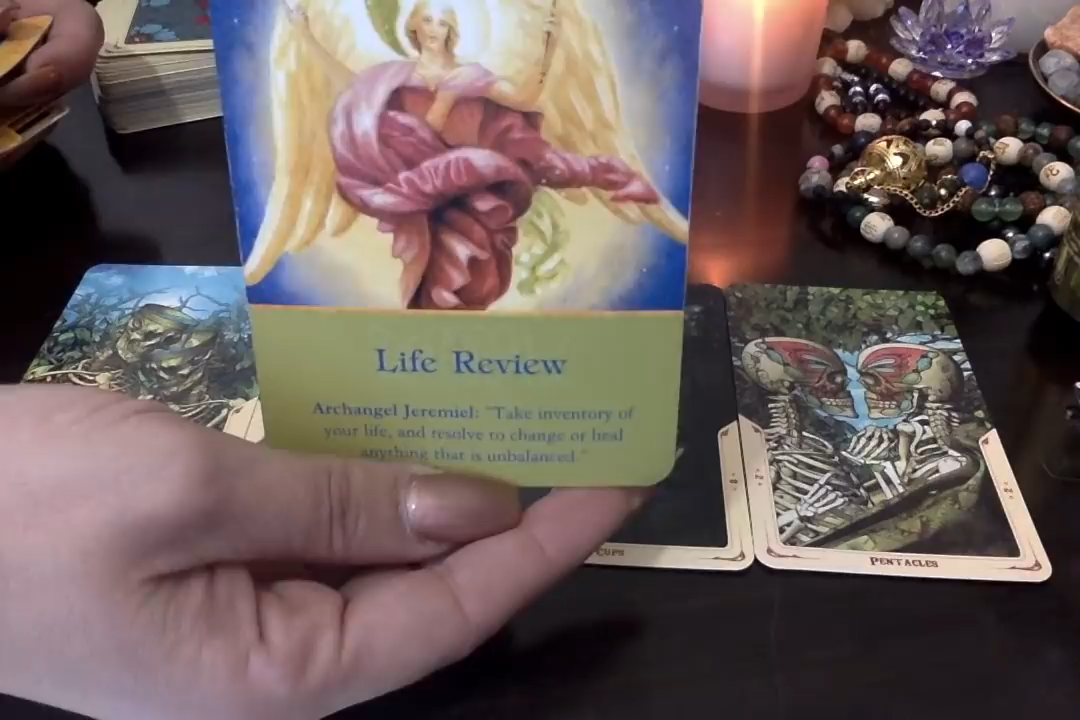 Life Review
Archangel Jeremiel: "Take inventory of
your life, and resolve to change or heal
anything that is unbalanced."
CUPS
PENTACLES